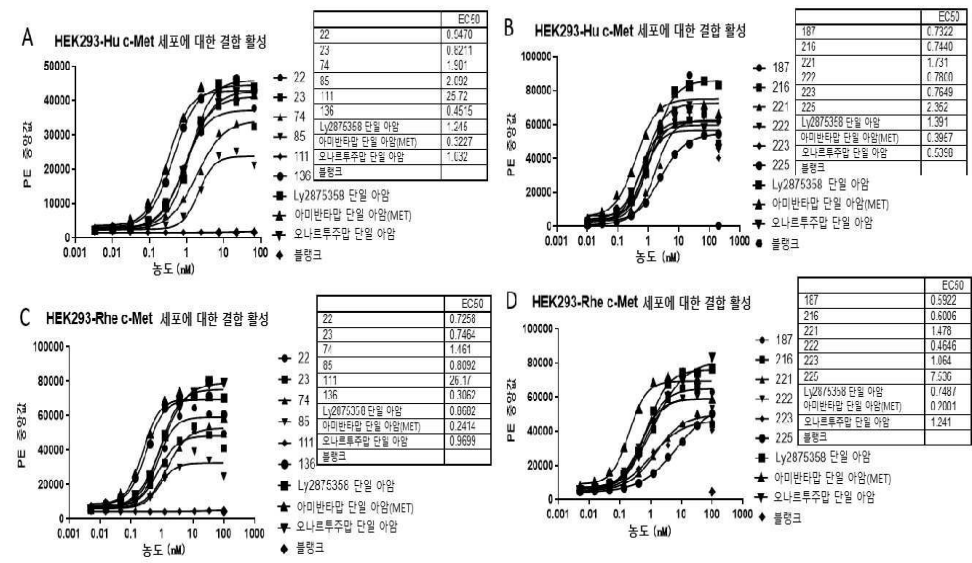 A
HEK293-Hu c-Met 세포에 대한 결합 활성
EC50
22 0.5470
23 0.8211
74 1.901
85 2.092
111 25.72
136 0.4515
Ly2875358 단일 아암 1.245
아미반타맙 단일 아암(MET) 0.3227
오나르투주맙 단일 아암 1.032
블랭크
PE 중앙값
50000
40000
30000
20000
10000
0
0.001 0.01 0.1 1 10 100 1000
농도 (nM)
22
23
74
85
111
136
Ly2875358 단일 아암
아미반타맙 단일 아암(MET)
오나르투주맙 단일 아암
블랭크
B
HEK293-Hu c-Met 세포에 대한 결합 활성
EC50
187 0.7322
216 0.7440
221 1.731
222 0.7800
223 0.7649
225 2.352
Ly2875358 단일 아암 1.391
아미반타맙 단일 아암(MET) 0.3967
오나르투주맙 단일 아암 0.5390
블랭크
PE 중앙값
100000
80000
60000
40000
20000
0
0.001 0.01 0.1 1 10 100 1000
농도 (nM)
187
216
221
222
223
225
Ly2875358 단일 아암
아미반타맙 단일 아암(MET)
오나르투주맙 단일 아암
블랭크
C
HEK293-Rhe c-Met 세포에 대한 결합 활성
EC50
22 0.7258
23 0.7464
74 1.461
85 0.8092
111 26.17
136 0.3062
Ly2875358 단일 아암 0.8682
아미반타맙 단일 아암(MET) 0.2414
오나르투주맙 단일 아암 0.9699
블랭크
PE 중앙값
100000
80000
60000
40000
20000
0
0.001 0.01 0.1 1 10 100 1000
농도 (nM)
22
23
74
85
111
136
Ly2875358 단일 아암
아미반타맙 단일 아암(MET)
오나르투주맙 단일 아암
블랭크
D
HEK293-Rhe c-Met 세포에 대한 결합 활성
EC50
187 0.5922
216 0.6006
221 1.478
222 0.4646
223 1.064
225 7.536
Ly2875358 단일 아암 0.7487
아미반타맙 단일 아암(MET) 0.2001
오나르투주맙 단일 아암 1.241
블랭크
PE 중앙값
100000
80000
60000
40000
20000
0
0.001 0.01 0.1 1 10 100 1000
농도 (nM)
187
216
221
222
223
225
Ly2875358 단일 아암
아미반타맙 단일 아암(MET)
오나르투주맙 단일 아암
블랭크